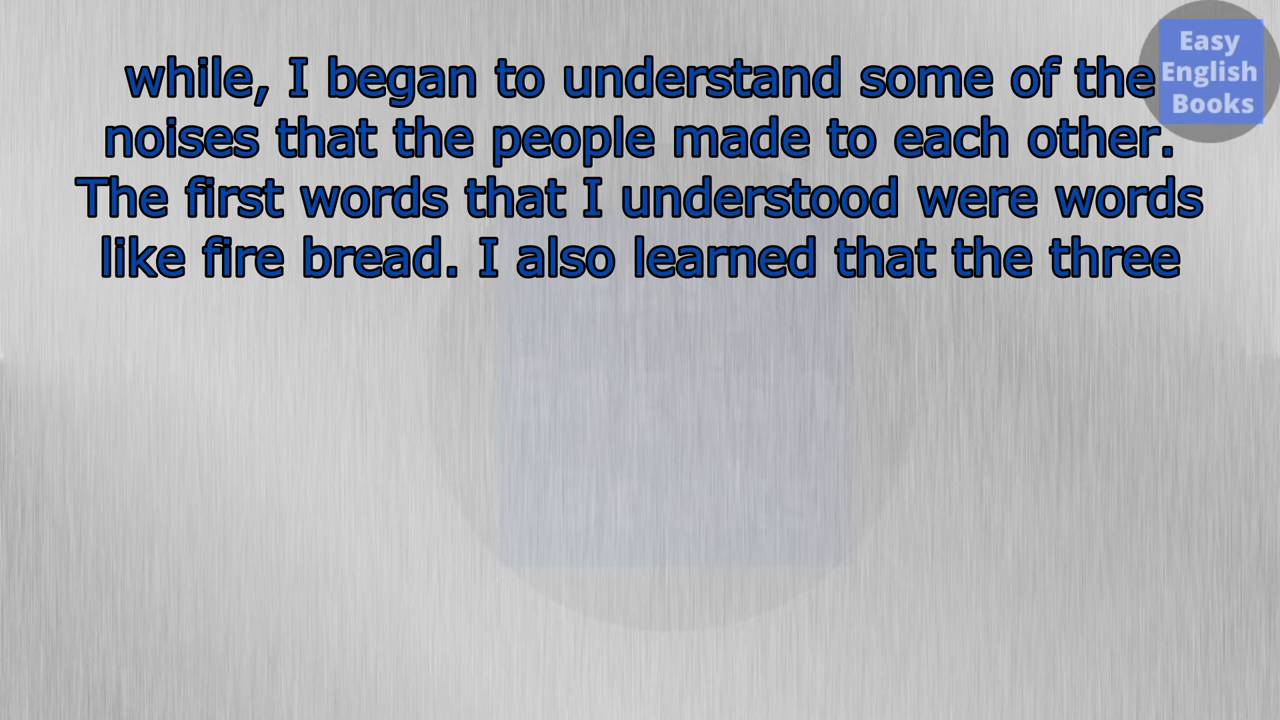 while, I began to understand some of the
noises that the people made to each other.
The first words that I understood were words
like fire bread. I also learned that the three
Easy
English
Books